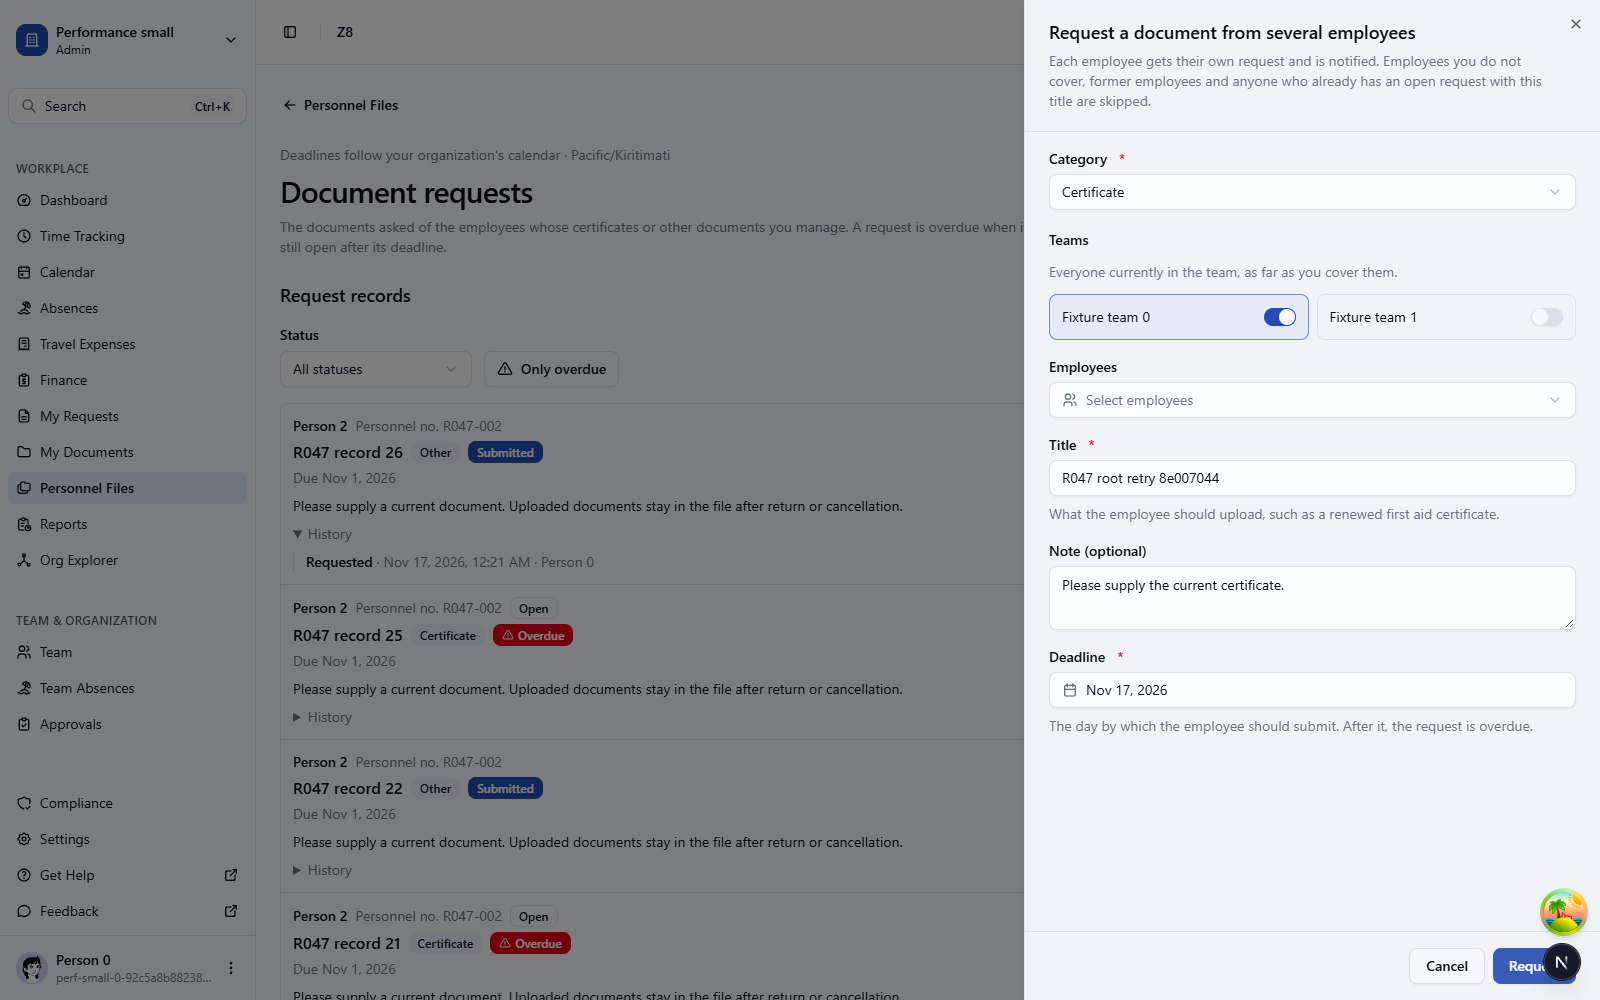 Performance small
Admin
Search
Ctrl+K
WORKPLACE
Dashboard
Time Tracking
Calendar
Absences
Travel Expenses
Finance
My Requests
My Documents
Personnel Files
Reports
Org Explorer
TEAM & ORGANIZATION
Team
Team Absences
Approvals
Compliance
Settings
Get Help
Feedback
Person 0
perf-small-0-92c5a8b88238...
Z8
Personnel Files
Deadlines follow your organization's calendar · Pacific/Kiritimati
Document requests
The documents asked of the employees whose certificates or other documents you manage. A request is overdue when i
still open after its deadline.
Request records
Status
All statuses
Only overdue
Person 2 Personnel no. R047-002
R047 record 26 Other Submitted
Due Nov 1, 2026
Please supply a current document. Uploaded documents stay in the file after return or cancellation.
History
Requested · Nov 17, 2026, 12:21 AM · Person 0
Person 2 Personnel no. R047-002 Open
R047 record 25 Certificate Overdue
Due Nov 1, 2026
Please supply a current document. Uploaded documents stay in the file after return or cancellation.
History
Person 2 Personnel no. R047-002
R047 record 22 Other Submitted
Due Nov 1, 2026
Please supply a current document. Uploaded documents stay in the file after return or cancellation.
History
Person 2 Personnel no. R047-002 Open
R047 record 21 Certificate Overdue
Due Nov 1, 2026
Please supply a current document. Uploaded documents stay in the file after return or cancellation.
Request a document from several employees
Each employee gets their own request and is notified. Employees you do not
cover, former employees and anyone who already has an open request with this
title are skipped.
Category *
Certificate
Teams
Everyone currently in the team, as far as you cover them.
Fixture team 0
Fixture team 1
Employees
Select employees
Title *
R047 root retry 8e007044
What the employee should upload, such as a renewed first aid certificate.
Note (optional)
Please supply the current certificate.
Deadline *
Nov 17, 2026
The day by which the employee should submit. After it, the request is overdue.
Cancel
N